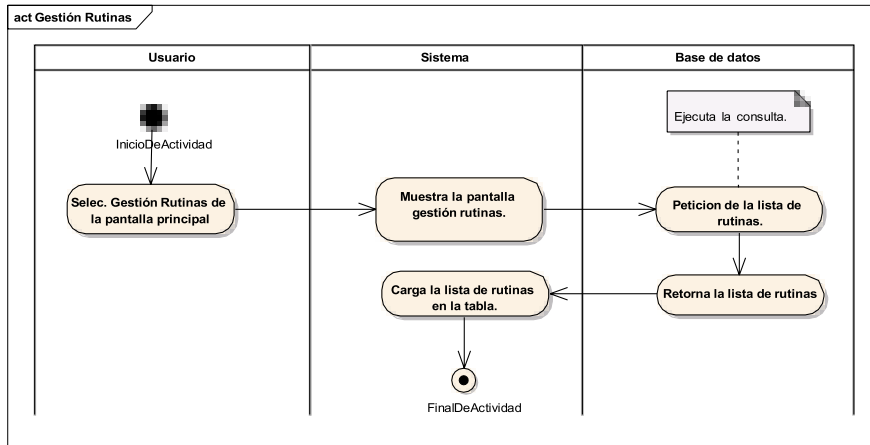 act Gestión Rutinas
Usuario
Sistema
Base de datos
Ejecuta la consulta.
InicioDeActividad
Selec. Gestión Rutinas de
la pantalla principal
Muestra la pantalla
gestión rutinas.
Peticion de la lista de
rutinas.
Carga la lista de rutinas
en la tabla.
Retorna la lista de rutinas
FinalDeActividad